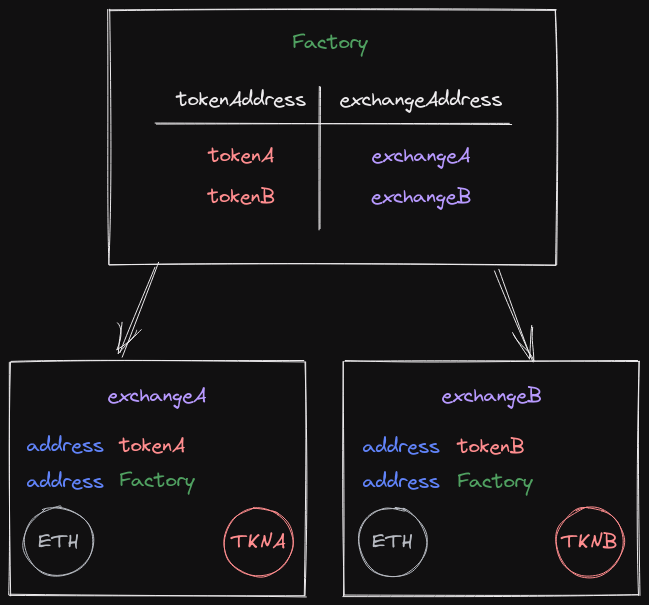 Factory
tokenAddress exchangeAddress
tokenA exchangeA
tokenB exchangeB
exchangeA
address tokenA
address Factory
ETH TKNA
exchangeB
address tokenB
address Factory
ETH TKNB